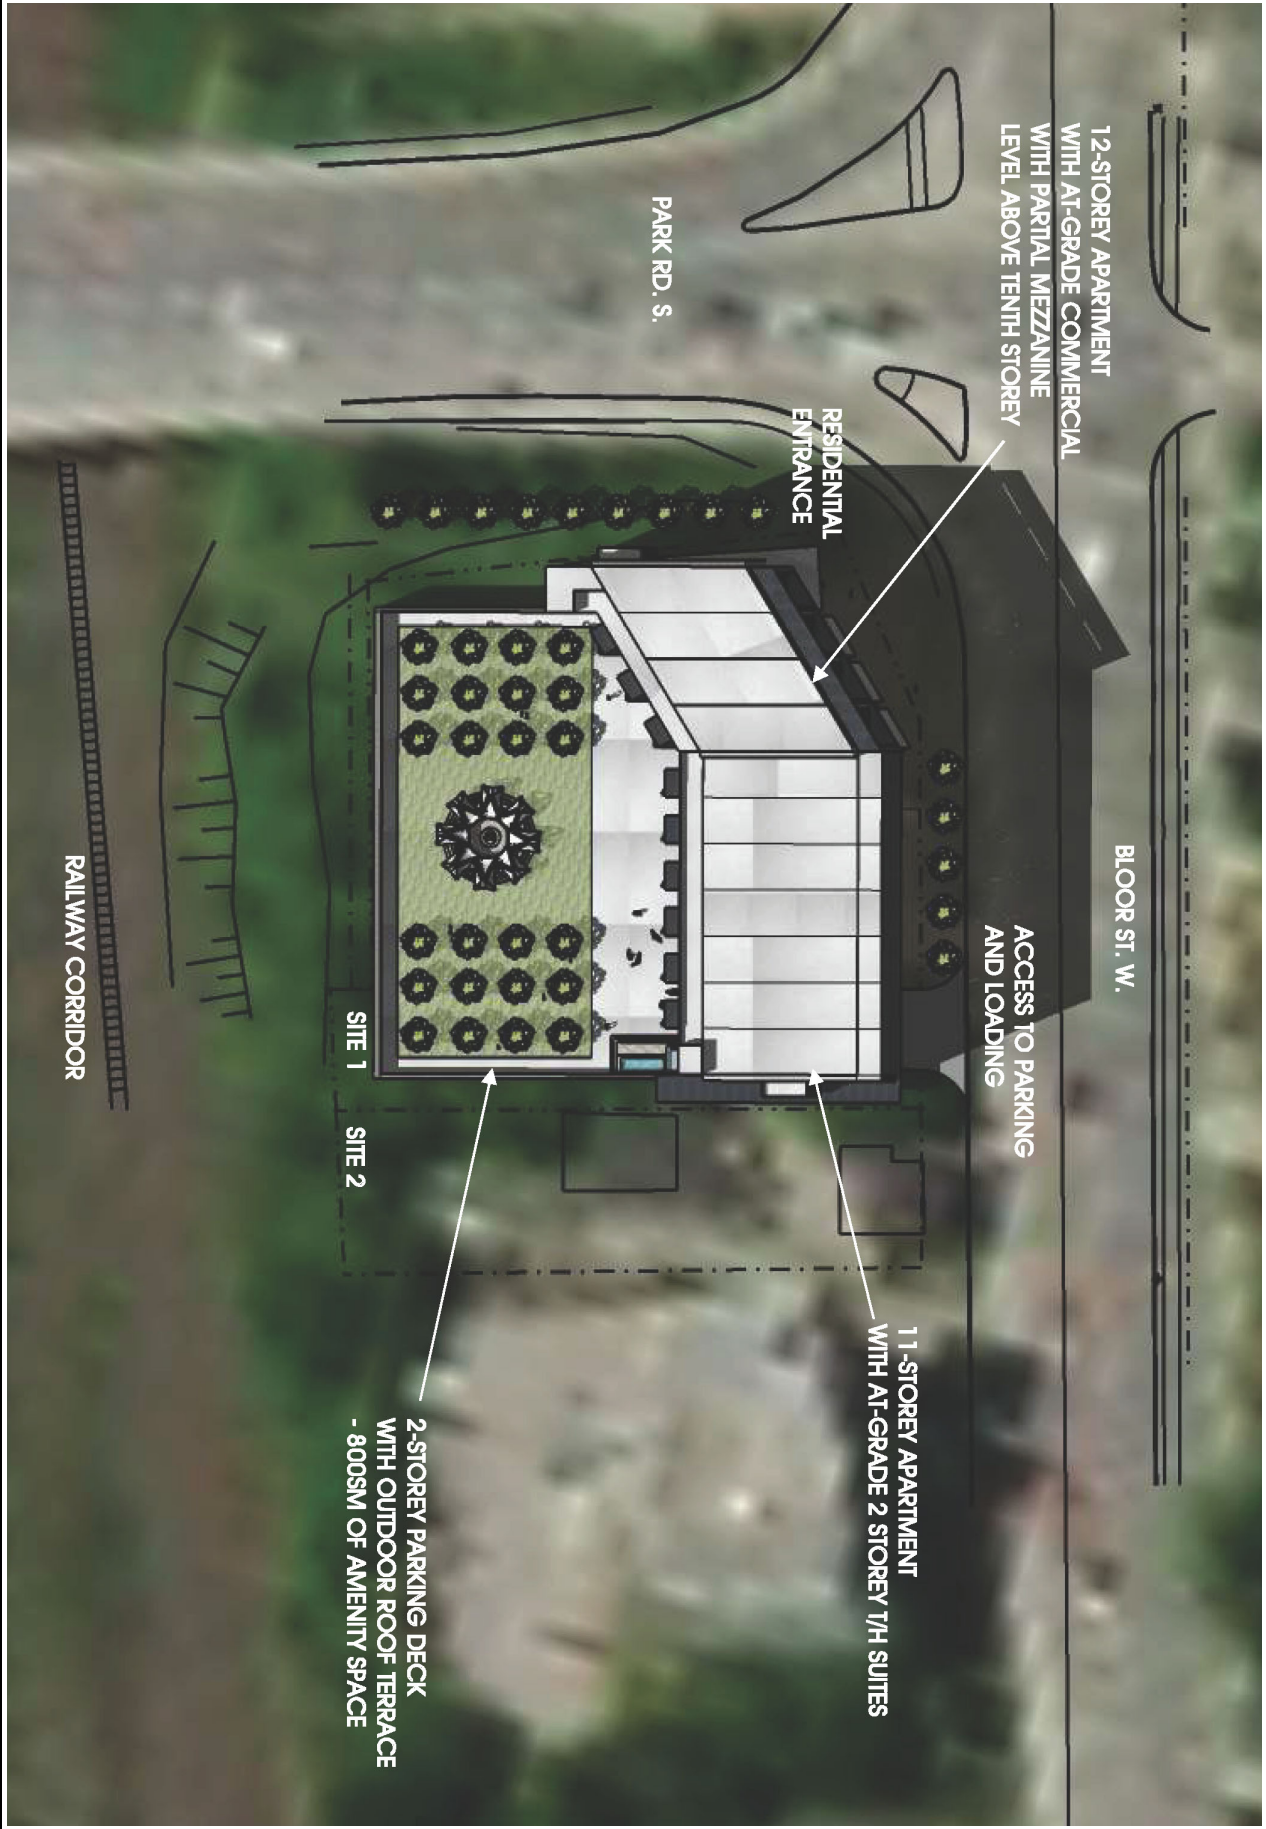 BLOOR ST. W.
12-STOREY APARTMENT
WITH AT-GRADE COMMERCIAL
WITH PARTIAL MEZZANINE
LEVEL ABOVE TENTH STOREY
ACCESS TO PARKING
AND LOADING
RESIDENTIAL
ENTRANCE
11-STOREY APARTMENT
WITH AT-GRADE 2 STOREY T/H SUITES
PARK RD. S.
2-STOREY PARKING DECK
WITH OUTDOOR ROOF TERRACE
- 800SM OF AMENITY SPACE
SITE 1
SITE 2
RAILWAY CORRIDOR